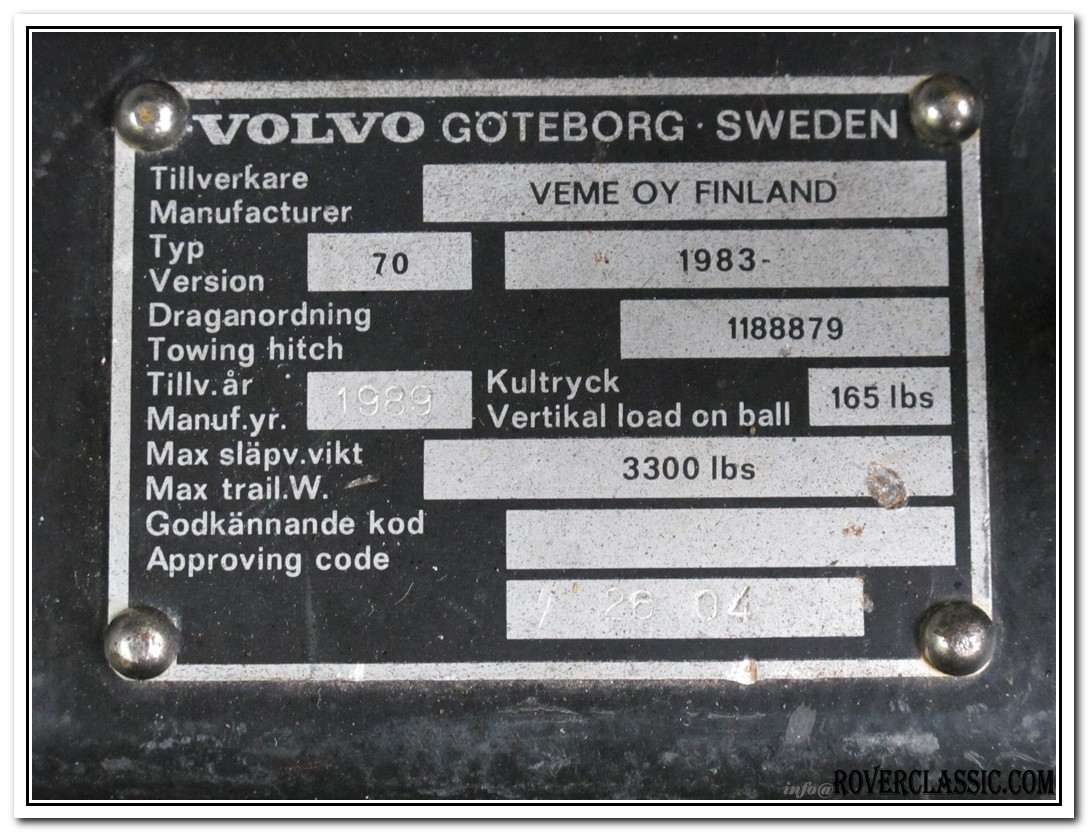 VOLVO GÖTEBORG · SWEDEN
Tillverkare
Manufacturer
VEME OY FINLAND
Typ
Version
70
1983-
Draganordning
Towing hitch
1188879
Tillv.år
Manuf.yr.
1989
Kultryck
Vertikal load on ball
165 lbs
Max släpv.vikt
Max trail.W.
3300 lbs
Godkännande kod
Approving code
/ 26 04
info@ROVERCLASSIC.COM